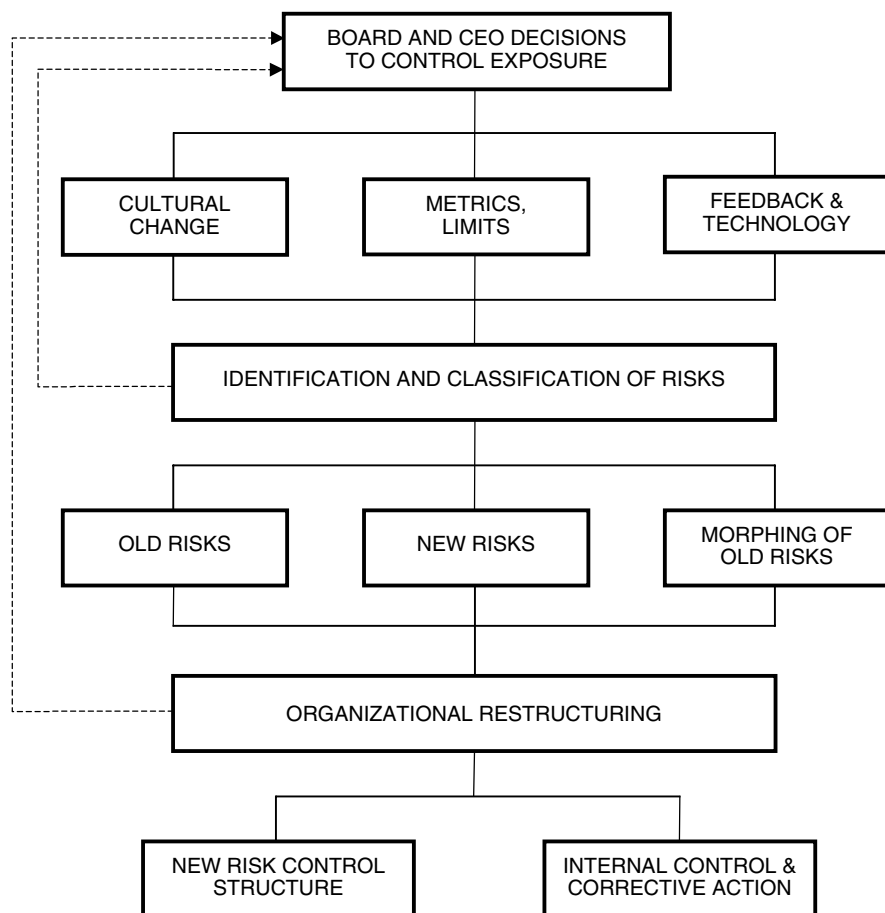 BOARD AND CEO DECISIONS
TO CONTROL EXPOSURE
CULTURAL
CHANGE
METRICS,
LIMITS
FEEDBACK &
TECHNOLOGY
IDENTIFICATION AND CLASSIFICATION OF RISKS
OLD RISKS
NEW RISKS
MORPHING OF
OLD RISKS
ORGANIZATIONAL RESTRUCTURING
NEW RISK CONTROL
STRUCTURE
INTERNAL CONTROL &
CORRECTIVE ACTION